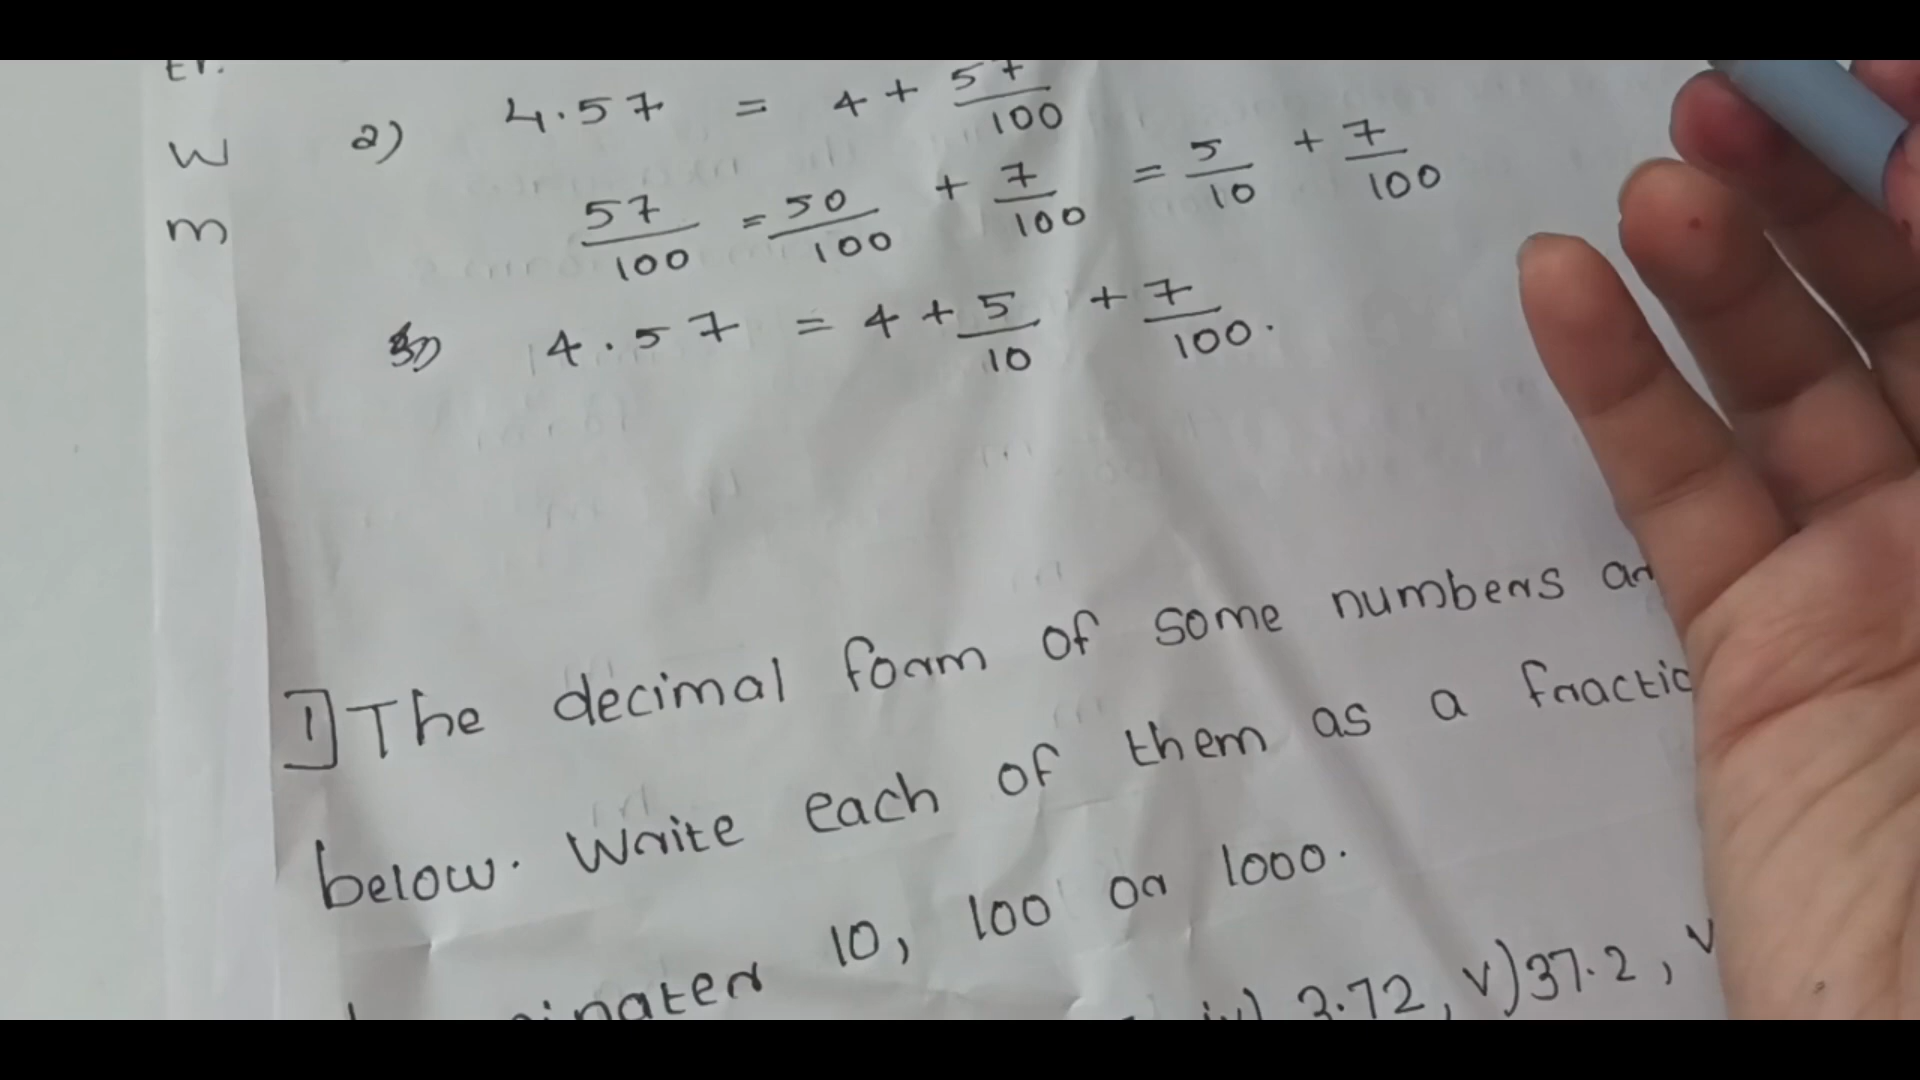 W
m
a) 4.57 = 4 + 57/100
57/100 = 50/100 + 7/100 = 5/10 + 7/100
4.57 = 4 + 5/10 + 7/100.
1] The decimal form of some numbers
below. Write each of them as a
10, 100 or 1000.
3.72, v) 37.2,